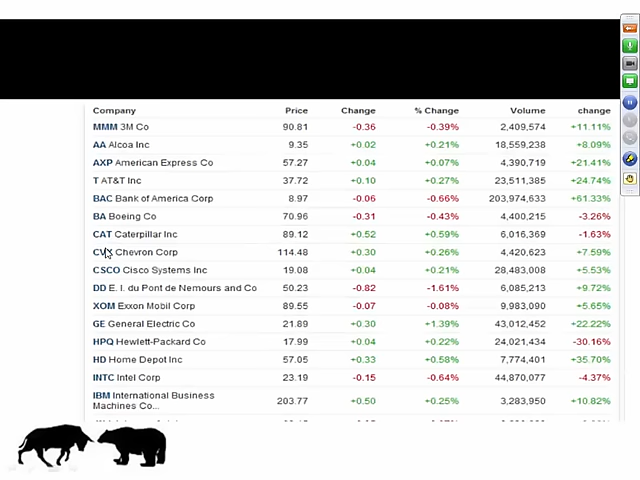 Company Price Change % Change Volume change
MMM 3M Co 90.81 -0.36 -0.39% 2,409,574 +11.11%
AA Alcoa Inc 9.35 +0.02 +0.21% 18,559,238 +8.09%
AXP American Express Co 57.27 +0.04 +0.07% 4,390,719 +21.41%
T AT&T Inc 37.72 +0.10 +0.27% 23,511,385 +24.74%
BAC Bank of America Corp 8.97 -0.06 -0.66% 203,974,633 +61.33%
BA Boeing Co 70.96 -0.31 -0.43% 4,400,215 -3.26%
CAT Caterpillar Inc 89.12 +0.52 +0.59% 6,016,369 -1.63%
CVX Chevron Corp 114.48 +0.30 +0.26% 4,420,623 +7.59%
CSCO Cisco Systems Inc 19.08 +0.04 +0.21% 28,483,008 +5.53%
DD E. I. du Pont de Nemours and Co 50.23 -0.82 -1.61% 6,085,213 +9.72%
XOM Exxon Mobil Corp 89.55 -0.07 -0.08% 9,983,090 +5.65%
GE General Electric Co 21.89 +0.30 +1.39% 43,012,452 +22.22%
HPQ Hewlett-Packard Co 17.99 +0.04 +0.22% 24,021,434 -30.16%
HD Home Depot Inc 57.05 +0.33 +0.58% 7,774,401 +35.70%
INTC Intel Corp 23.19 -0.15 -0.64% 44,870,077 -4.37%
IBM International Business
Machines Co... 203.77 +0.50 +0.25% 3,283,950 +10.82%